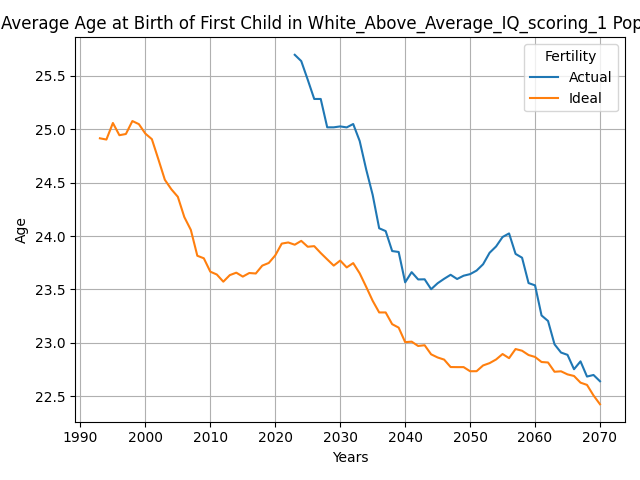 Average Age at Birth of First Child in White_Above_Average_IQ_scoring_1 Pop
Fertility
Actual
Ideal
25.5
25.0
24.5
24.0
23.5
23.0
22.5
Age
1990 2000 2010 2020 2030 2040 2050 2060 2070
Years